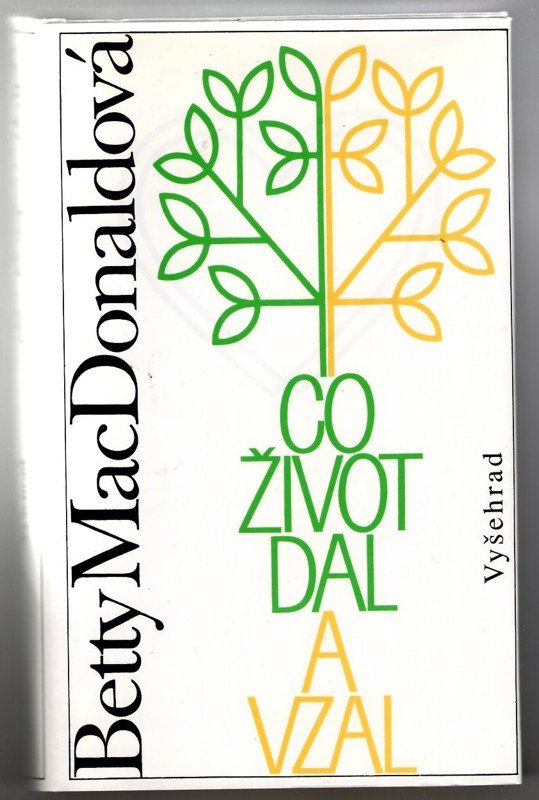 Betty MacDonaldová
CO
ŽIVOT
DAL
A
VZAL
Vyšehrad